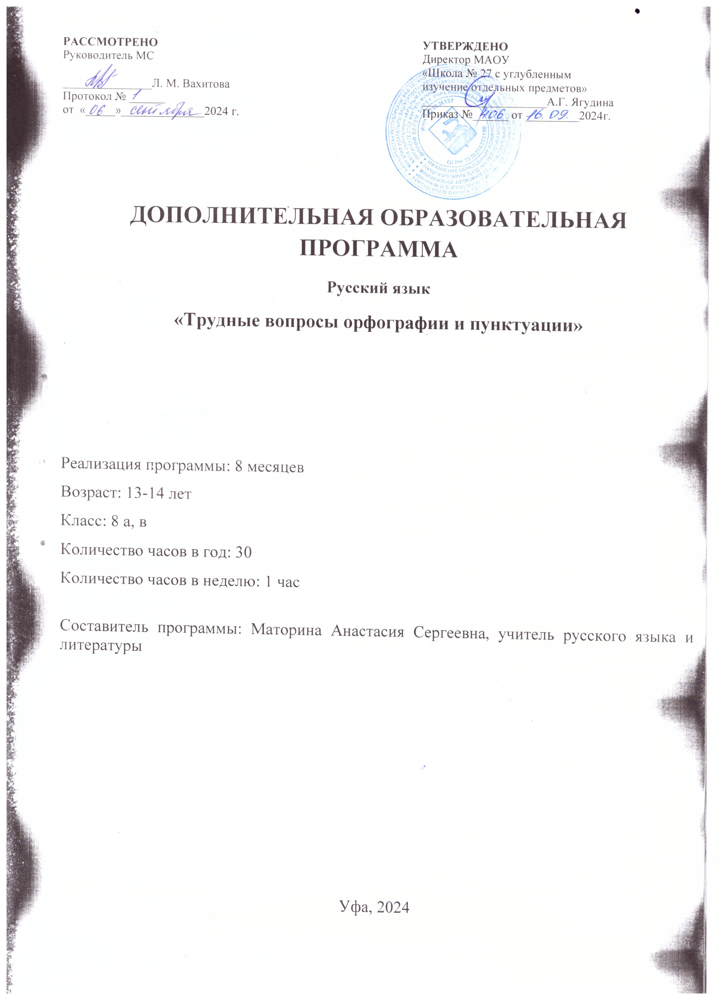 РАССМОТРЕНО
Руководитель МС
_______________Л. М. Вахитова
Протокол № 1
от «06» сентября 2024 г.
УТВЕРЖДЕНО
Директор МАОУ
«Школа № 27 с углубленным
изучение отдельных предметов»
_____________________А.Г. Ягудина
Приказ № 406 от 16.09. 2024г.
ОГРН
ДОПОЛНИТЕЛЬНАЯ ОБРАЗОВАТЕЛЬНАЯ
ПРОГРАММА
Русский язык
«Трудные вопросы орфографии и пунктуации»
Реализация программы: 8 месяцев
Возраст: 13-14 лет
Класс: 8 а, в
Количество часов в год: 30
Количество часов в неделю: 1 час
Составитель программы: Маторина Анастасия Сергеевна, учитель русского языка и
литературы
Уфа, 2024